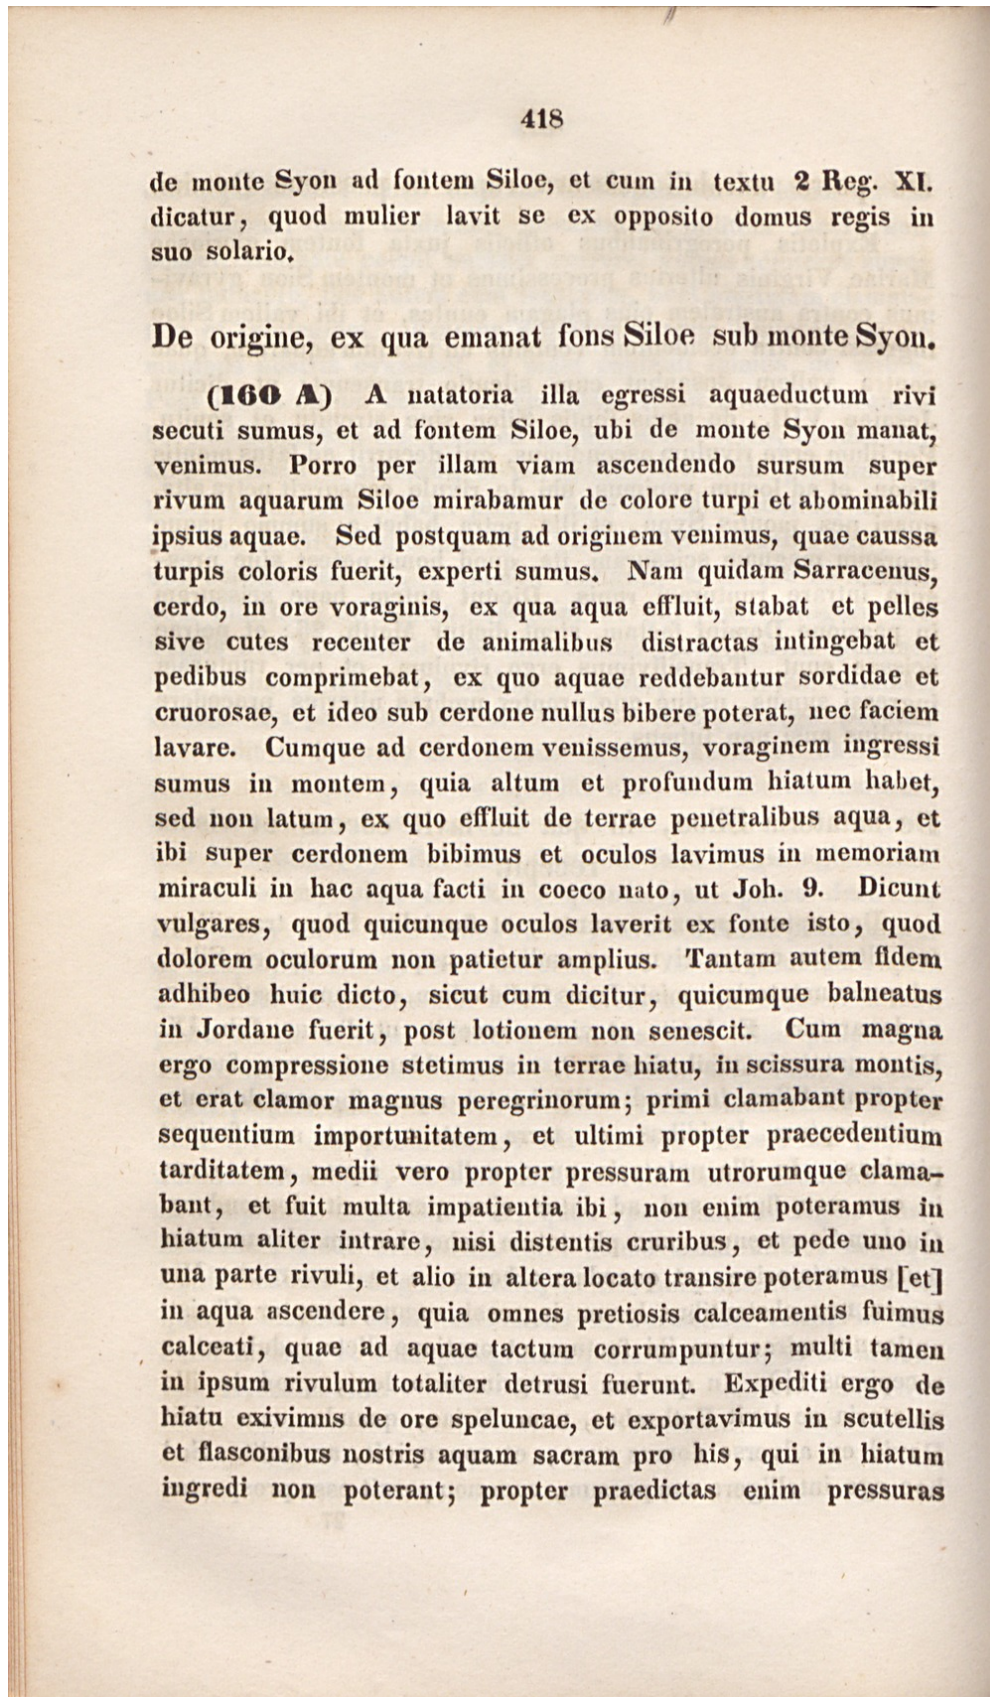 418
de monte Syon ad fontem Siloe, et cum in textu 2 Reg. XI.
dicatur, quod mulier lavit se ex opposito domus regis in
suo solario.
De origine, ex qua emanat fons Siloe sub monte Syon.
(160 A) A natatoria illa egressi aquaeductum rivi
secuti sumus, et ad fontem Siloe, ubi de monte Syon manat,
venimus. Porro per illam viam ascendendo sursum super
rivum aquarum Siloe mirabamur de colore turpi et abominabili
ipsius aquae. Sed postquam ad originem venimus, quae caussa
turpis coloris fuerit, experti sumus. Nam quidam Sarracenus,
cerdo, in ore voraginis, ex qua aqua effluit, stabat et pelles
sive cutes recenter de animalibus distractas intingebat et
pedibus comprimebat, ex quo aquae reddebantur sordidae et
cruorosae, et ideo sub cerdone nullus bibere poterat, nec faciem
lavare. Cumque ad cerdonem venissemus, voraginem ingressi
sumus in montem, quia altum et profundum hiatum habet,
sed non latum, ex quo effluit de terrae penetralibus aqua, et
ibi super cerdonem bibimus et oculos lavimus in memoriam
miraculi in hac aqua facti in coeco nato, ut Joh. 9. Dicunt
vulgares, quod quicunque oculos laverit ex fonte isto, quod
dolorem oculorum non patietur amplius. Tantam autem fidem
adhibeo huic dicto, sicut cum dicitur, quicumque balneatus
in Jordane fuerit, post lotionem non senescit. Cum magna
ergo compressione stetimus in terrae hiatu, in scissura montis,
et erat clamor magnus peregrinorum; primi clamabant propter
sequentium importunitatem, et ultimi propter praecedentium
tarditatem, medii vero propter pressuram utrorumque clama-
bant, et fuit multa impatientia ibi, non enim poteramus in
hiatum aliter intrare, nisi distentis cruribus, et pede uno in
una parte rivuli, et alio in altera locato transire poteramus [et]
in aqua ascendere, quia omnes pretiosis calceamentis fuimus
calceati, quae ad aquae tactum corrumpuntur; multi tamen
in ipsum rivulum totaliter detrusi fuerunt. Expediti ergo de
hiatu exivimus de ore speluncae, et exportavimus in scutellis
et flasconibus nostris aquam sacram pro his, qui in hiatum
ingredi non poterant; propter praedictas enim pressuras